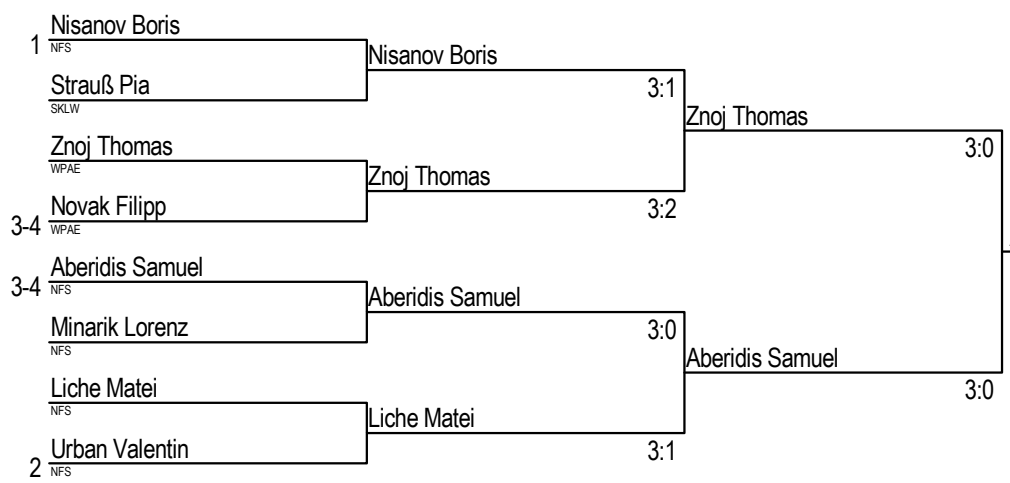 Nisanov Boris
1 NFS
Nisanov Boris
Strauß Pia
3:1
SKLW
Znoj Thomas
Znoj Thomas
3:0
WPAE
Znoj Thomas
Novak Filipp
3:2
3-4 WPAE
Aberidis Samuel
3-4 NFS
Aberidis Samuel
Minarik Lorenz
3:0
NFS
Aberidis Samuel
Liche Matei
3:0
NFS
Liche Matei
Urban Valentin
3:1
2 NFS